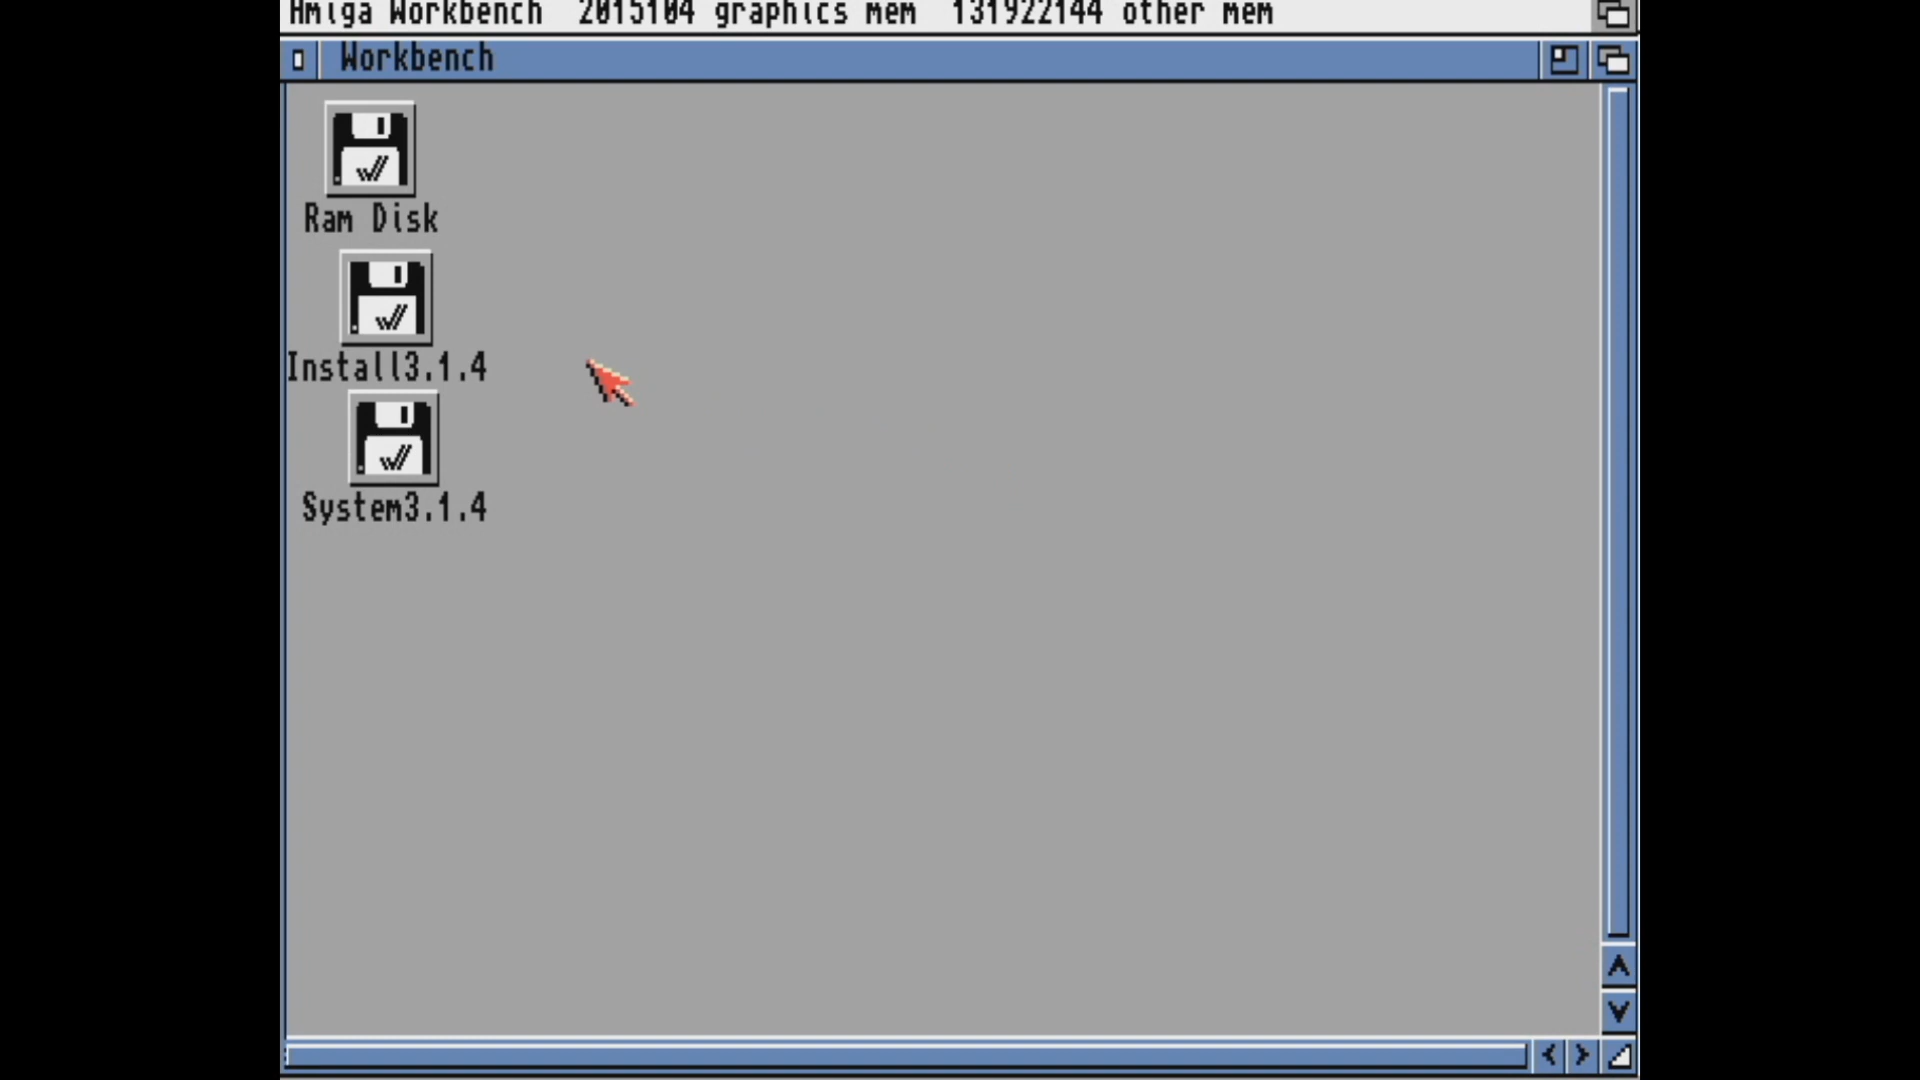 Amiga Workbench  2015104 graphics mem  131922144 other mem
Workbench
Ram Disk
Install3.1.4
System3.1.4